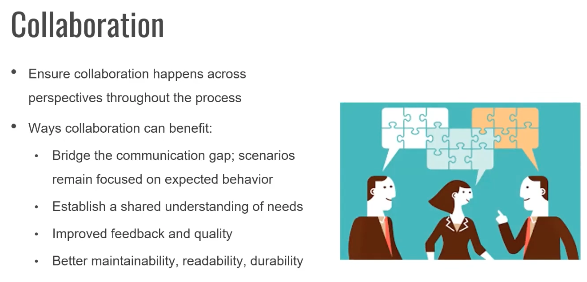 Collaboration
• Ensure collaboration happens across
perspectives throughout the process
• Ways collaboration can benefit:
• Bridge the communication gap; scenarios
remain focused on expected behavior
• Establish a shared understanding of needs
• Improved feedback and quality
• Better maintainability, readability, durability